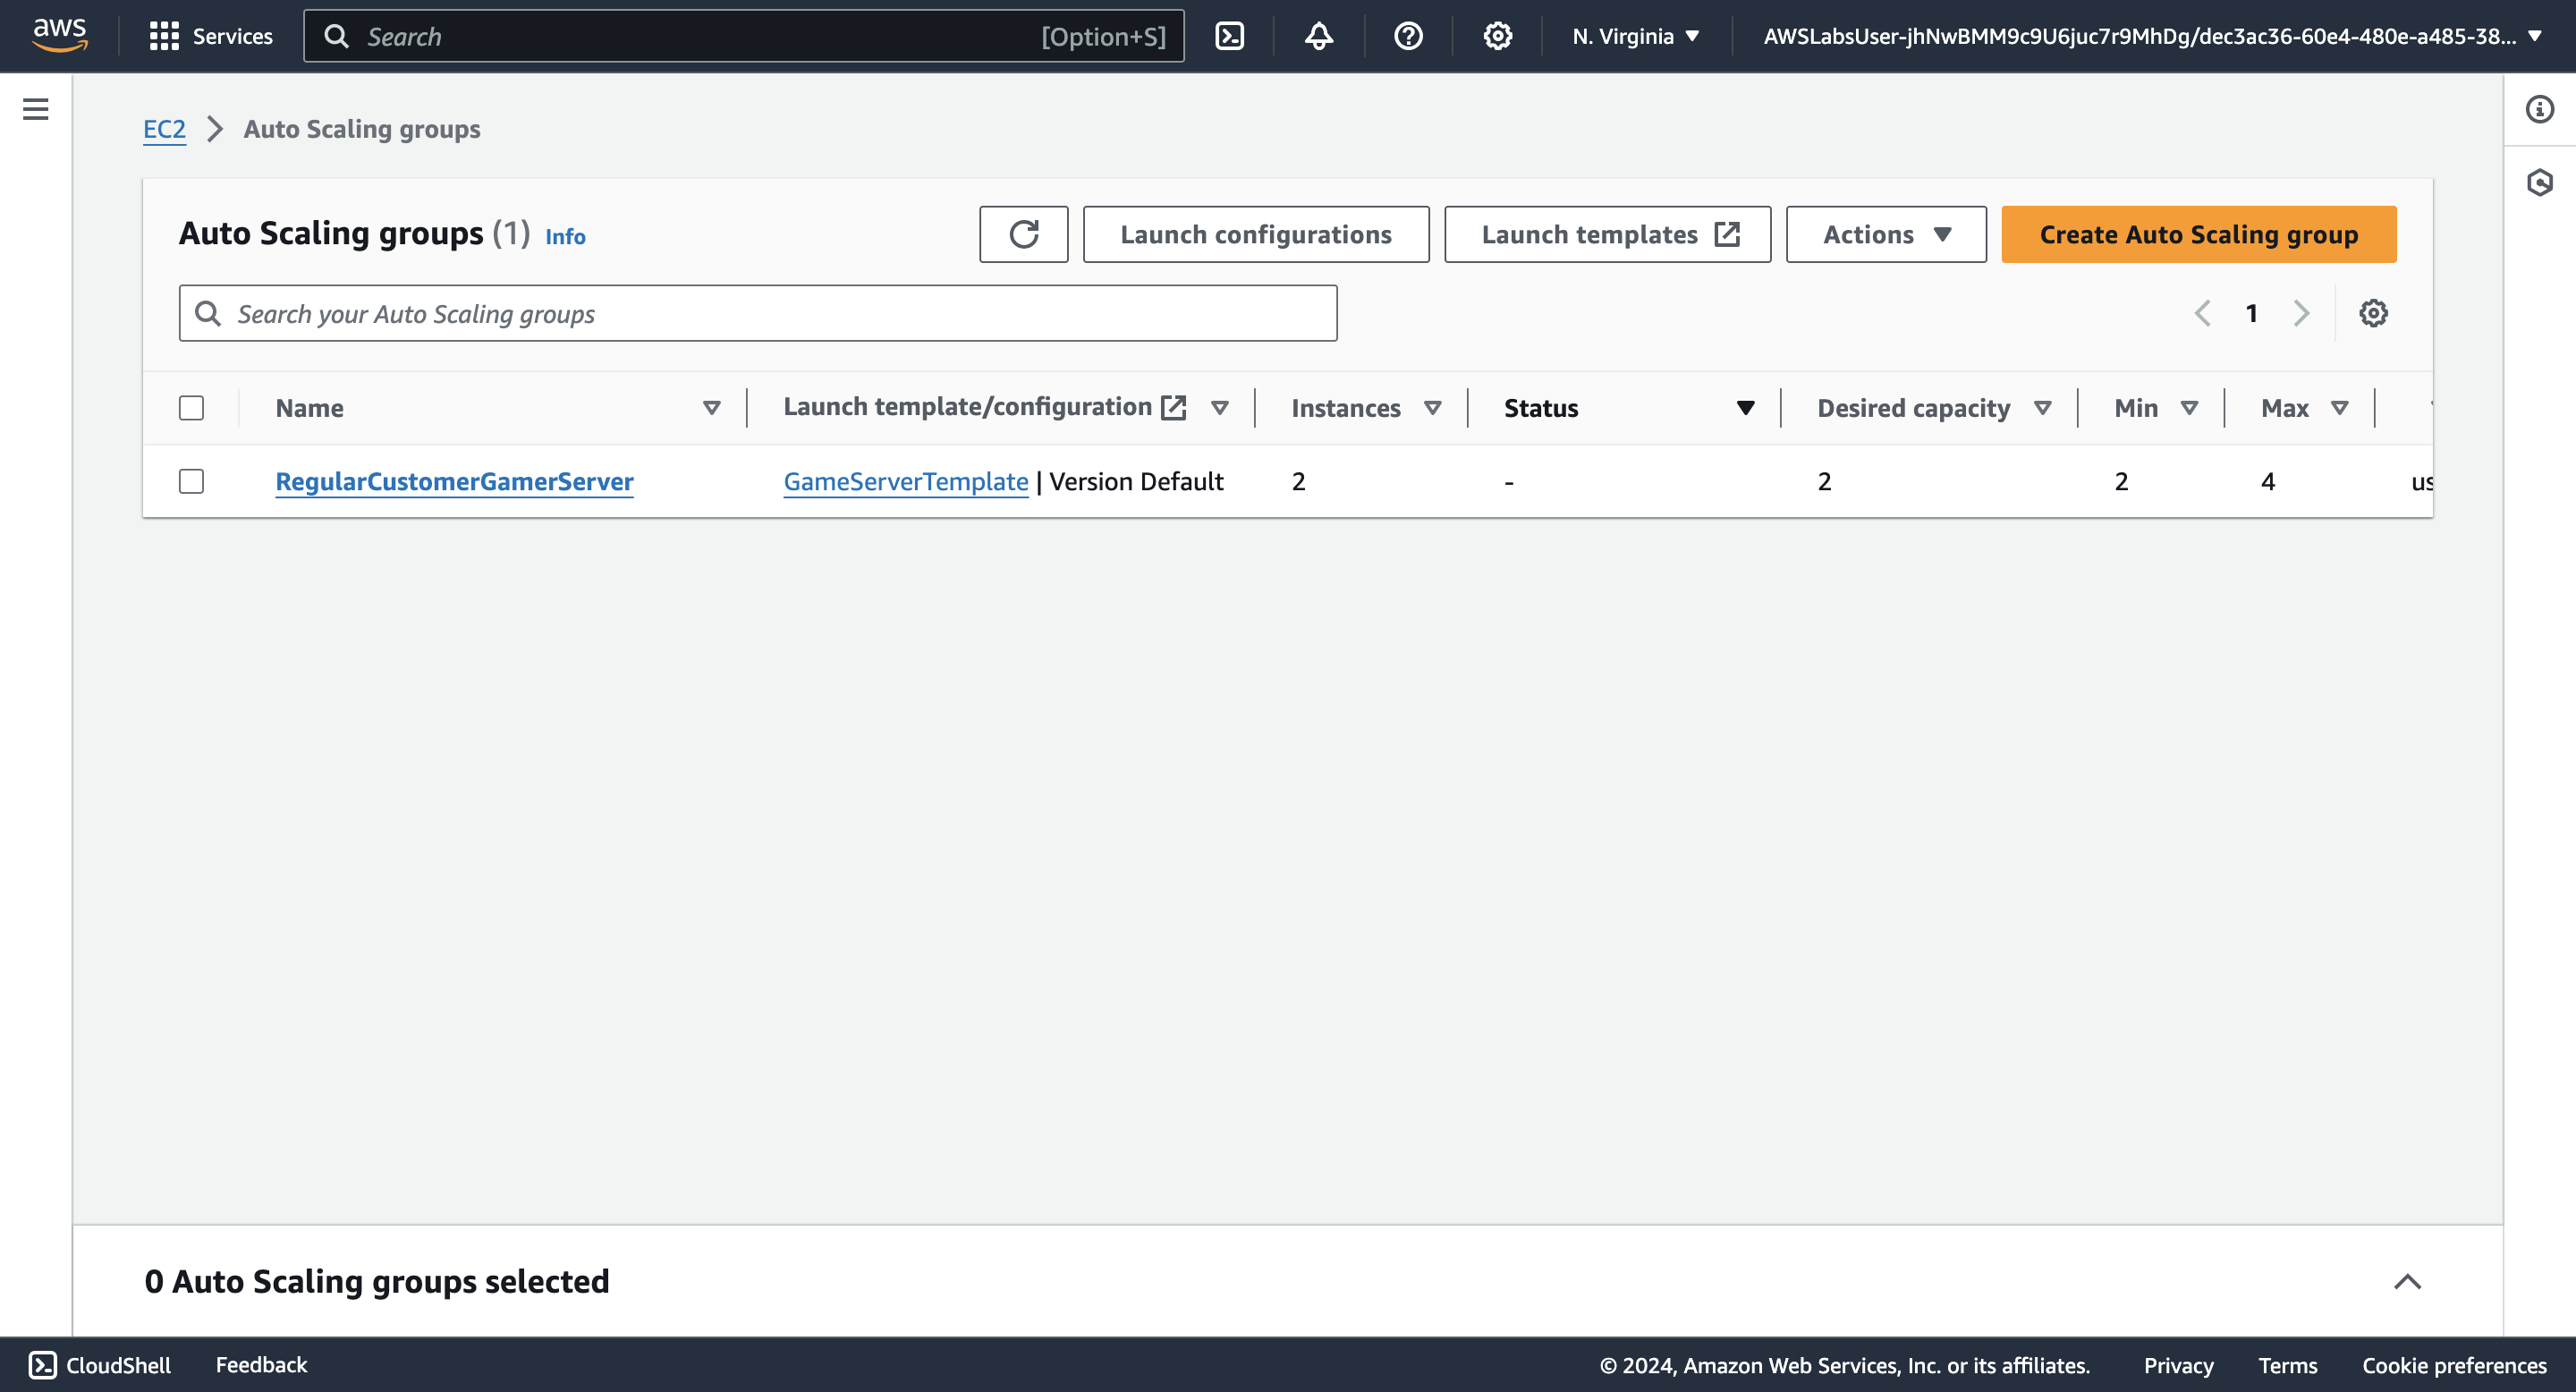 aws Services Search [Option+S] N. Virginia AWSLabsUser-jhNwBMM9c9U6juc7r9MhDg/dec3ac36-60e4-480e-a485-38...
EC2 Auto Scaling groups
Auto Scaling groups (1) Info Launch configurations Launch templates Actions Create Auto Scaling group
Search your Auto Scaling groups 1
Name Launch template/configuration Instances Status Desired capacity Min Max
RegularCustomerGamerServer GameServerTemplate | Version Default 2 - 2 2 4 us
0 Auto Scaling groups selected
CloudShell Feedback © 2024, Amazon Web Services, Inc. or its affiliates. Privacy Terms Cookie preferences